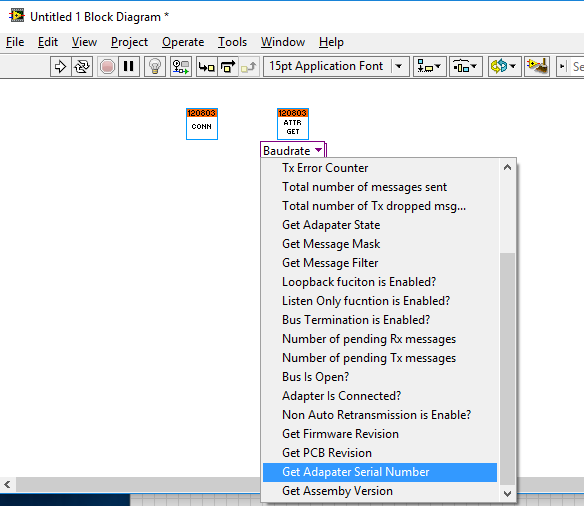 Untitled 1 Block Diagram *
File Edit View Project Operate Tools Window Help
15pt Application Font
Se
120803 120803
CONN ATTR
GET
Baudrate
Tx Error Counter
Total number of messages sent
Total number of Tx dropped msg...
Get Adapater State
Get Message Mask
Get Message Filter
Loopback fuciton is Enabled?
Listen Only fucntion is Enabled?
Bus Termination is Enabled?
Number of pending Rx messages
Number of pending Tx messages
Bus Is Open?
Adapter Is Connected?
Non Auto Retransmission is Enable?
Get Firmware Revision
Get PCB Revision
Get Adapater Serial Number
Get Assemby Version